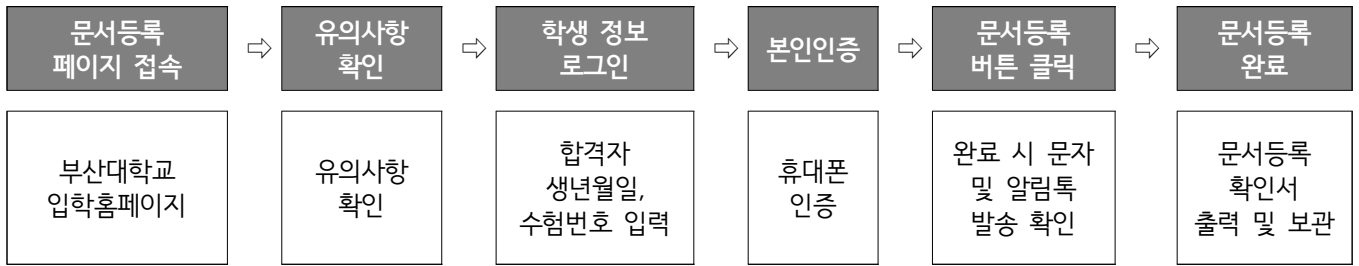 문서등록
페이지 접속
⇨
유의사항
확인
⇨
학생 정보
로그인
⇨
본인인증
⇨
문서등록
버튼 클릭
⇨
문서등록
완료
부산대학교
입학홈페이지
유의사항
확인
합격자
생년월일,
수험번호 입력
휴대폰
인증
완료 시 문자
및 알림톡
발송 확인
문서등록
확인서
출력 및 보관